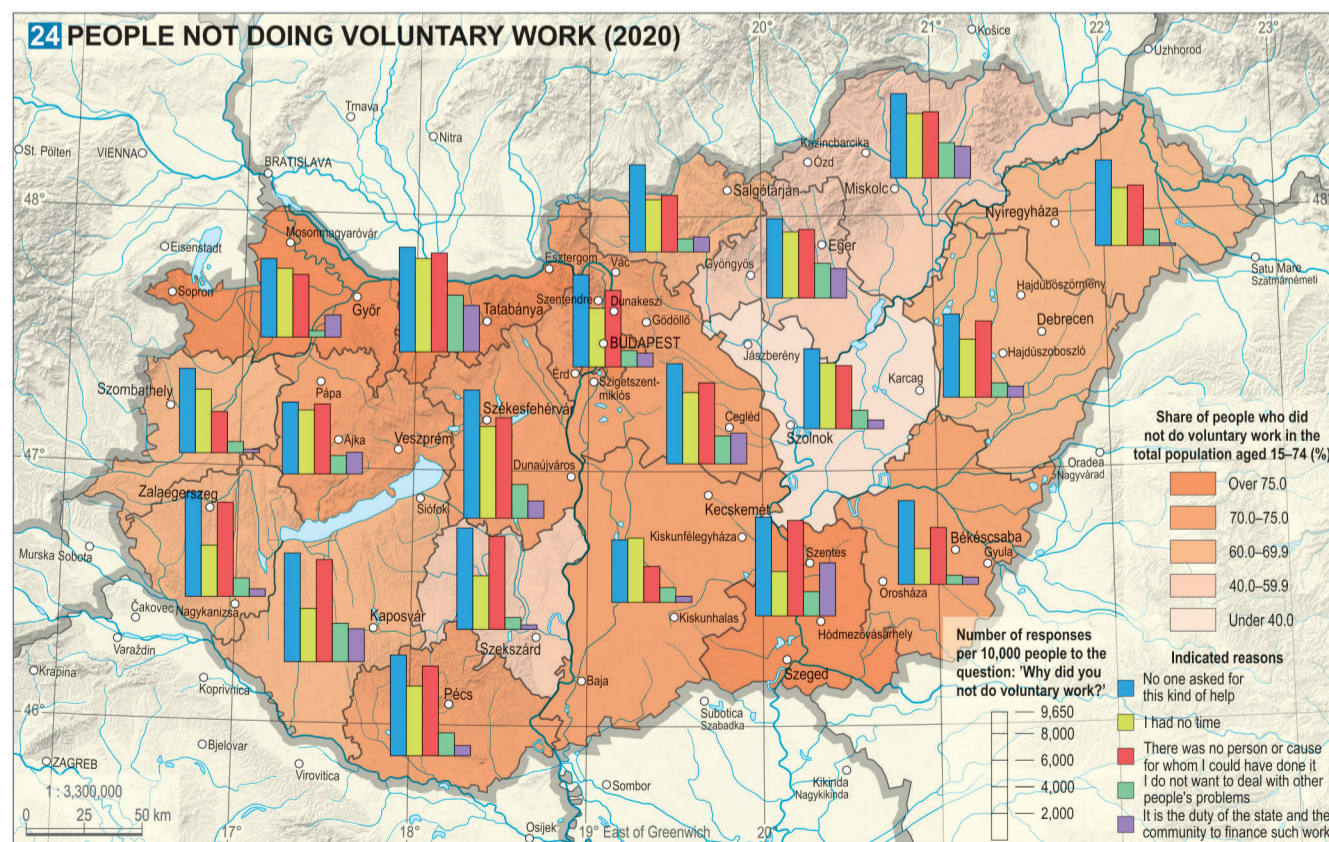 24 PEOPLE NOT DOING VOLUNTARY WORK (2020)
20°
21°
22°
23°
Košice
Uzhhorod
Trnava
Nitra
St. Pölten
VIENNA
BRATISLAVA
Kazincbarcika
Ózd
Miskolc
Salgótarján
48°
48°
Nyíregyháza
Mosonmagyaróvár
Eisenstadt
Esztergom
Vác
Gyöngyös
Eger
Satu Mare
Szatmárnémeti
Sopron
Győr
Tatabánya
Szentendre
Dunakeszi
Gödöllő
Hajdúböszörmény
Debrecen
BUDAPEST
Jászberény
Hajdúszoboszló
Érd
Szigetszent-
miklós
Karcag
Szombathely
Pápa
Székesfehérvár
Cegléd
Szolnok
Ajka
Veszprém
47°
47°
Dunaújváros
Oradea
Nagyvárad
Zalaegerszeg
Siófok
Kecskemét
Kiskunfélegyháza
Szentes
Békéscsaba
Gyula
Murska Sobota
Orosháza
Čakovec
Nagykanizsa
Kaposvár
Szekszárd
Kiskunhalas
Hódmezővásárhely
Varaždin
Krapina
Koprivnica
Pécs
Baja
Szeged
46°
46°
Subotica
Szabadka
Bjelovar
ZAGREB
Virovitica
Sombor
Kikinda
Nagykikinda
Osijek
1 : 3,300,000
0 25 50 km
17°
18°
19° East of Greenwich
20°
Share of people who did
not do voluntary work in the
total population aged 15–74 (%)
Over 75.0
70.0–75.0
60.0–69.9
40.0–59.9
Under 40.0
Number of responses
per 10,000 people to the
question: 'Why did you
not do voluntary work?'
9,650
8,000
6,000
4,000
2,000
Indicated reasons
No one asked for
this kind of help
I had no time
There was no person or cause
for whom I could have done it
I do not want to deal with other
people's problems
It is the duty of the state and the
community to finance such work